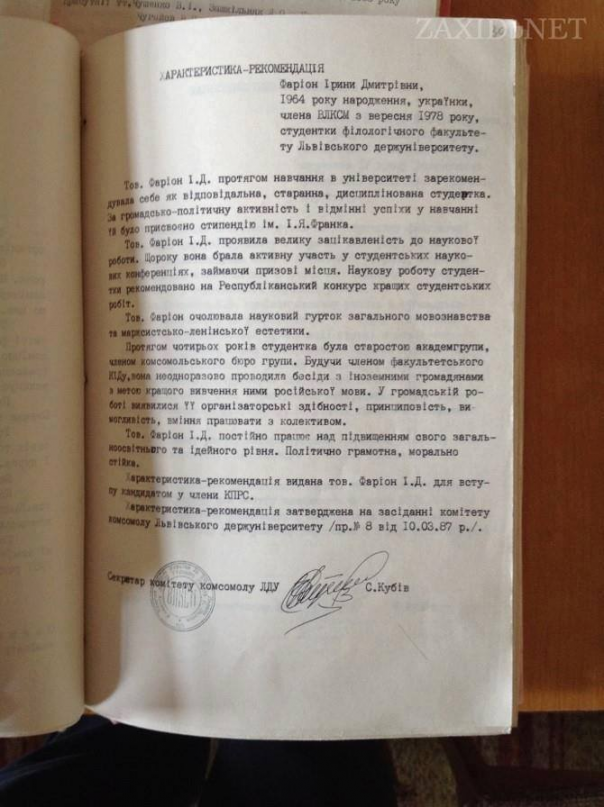 ZAXID.NET
ХАРАКТЕРИСТИКА-РЕКОМЕНДАЦІЯ
Фаріон Ірини Дмитрівни,
1964 року народження, українки,
члена ВЛКСМ з вересня 1978 року,
студентки філологічного факульте-
ту Львівського держуніверситету.
Тов. Фаріон І.Д. протягом навчання в університеті зарекомен-
дувала себе як відповідальна, старанна, дисциплінована студентка.
За громадсько-політичну активність і відмінні успіхи у навчанні
їй було присвоєно стипендію ім. І.Я.Франка.
Тов. Фаріон І.Д. проявила велику зацікавленість до наукової
роботи. Щороку вона брала активну участь у студентських науко-
вих конференціях, займаючи призові місця. Наукову роботу студен-
тки рекомендовано на Республіканський конкурс кращих студентських
робіт.
Тов. Фаріон очолювала науковий гурток загального мовознавства
та марксистсько-ленінської естетики.
Протягом чотирьох років студентка була старостою академгрупи,
членом комсомольського бюро групи. Будучи членом факультетського
КІДу, вона неодноразово проводила бесіди з іноземними громадянами
з метою кращого вивчення ними російської мови. У громадській ро-
боті виявилися її організаторські здібності, принциповість, ви-
могливість, вміння працювати з колективом.
Тов. Фаріон І.Д. постійно працює над підвищенням свого загаль-
ноосвітнього та ідейного рівня. Політично грамотна, морально
стійка.
Характеристика-рекомендація видана тов. Фаріон І.Д. для всту-
пу кандидатом у члени КПРС.
Характеристика-рекомендація затверджена на засіданні комітету
комсомолу Львівського держуніверситету /пр.№ 8 від 10.03.87 р./.
Секретар комітету комсомолу ЛДУ С.Кубів